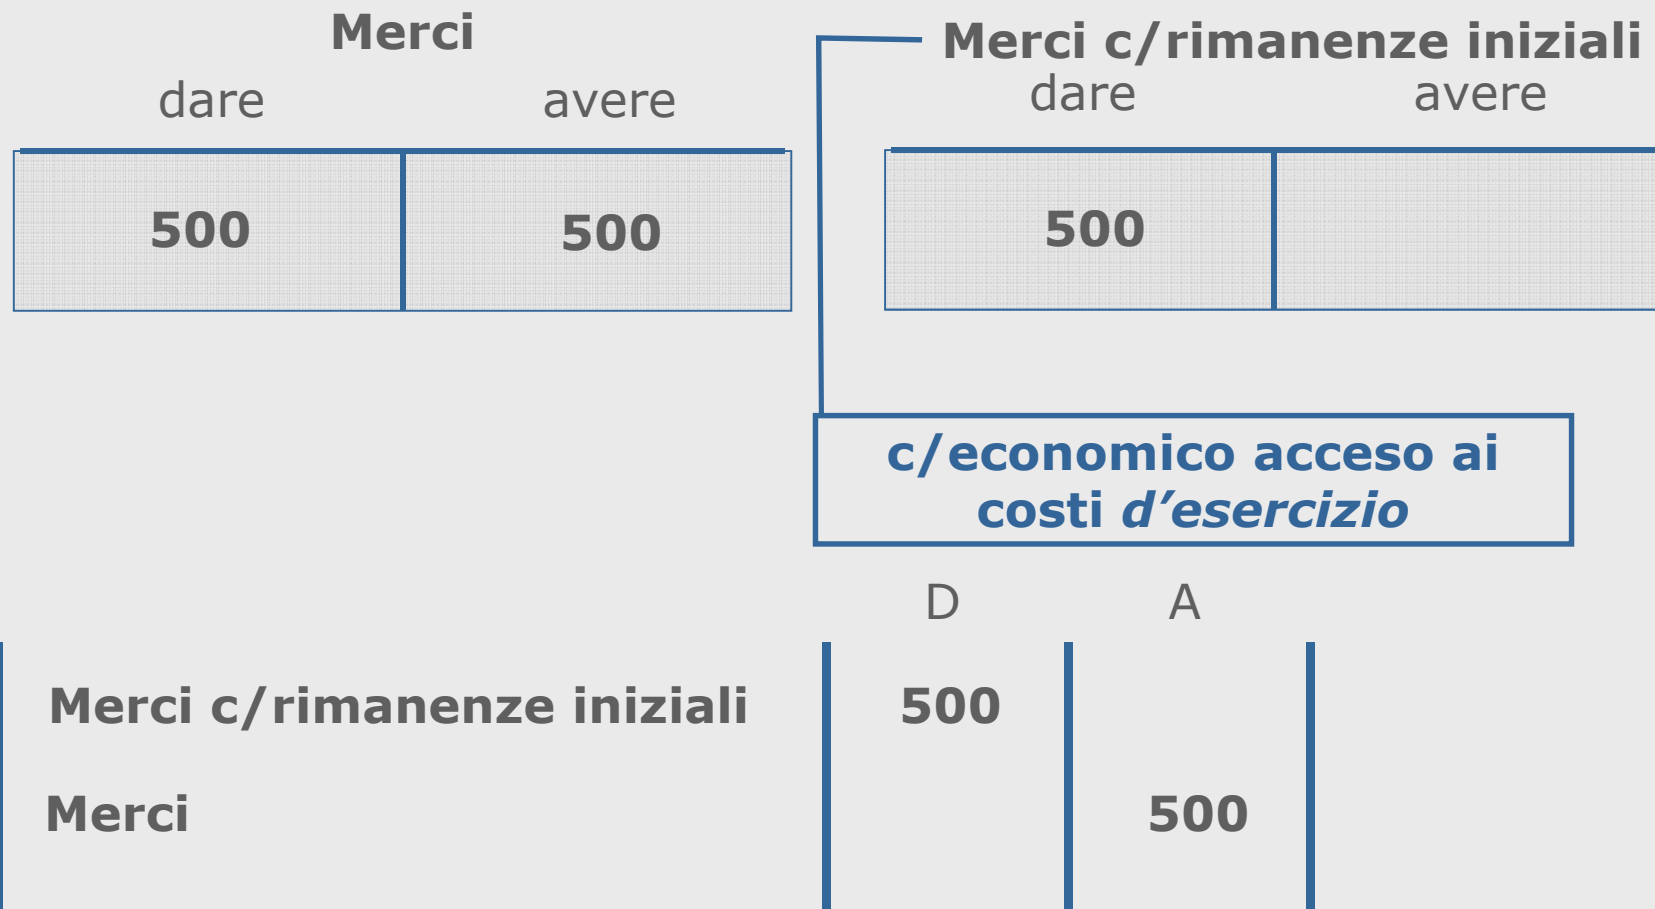 Merci
dare avere
500 500
Merci c/rimanenze iniziali
dare avere
500
c/economico acceso ai
costi d’esercizio
D A
Merci c/rimanenze iniziali 500
Merci 500